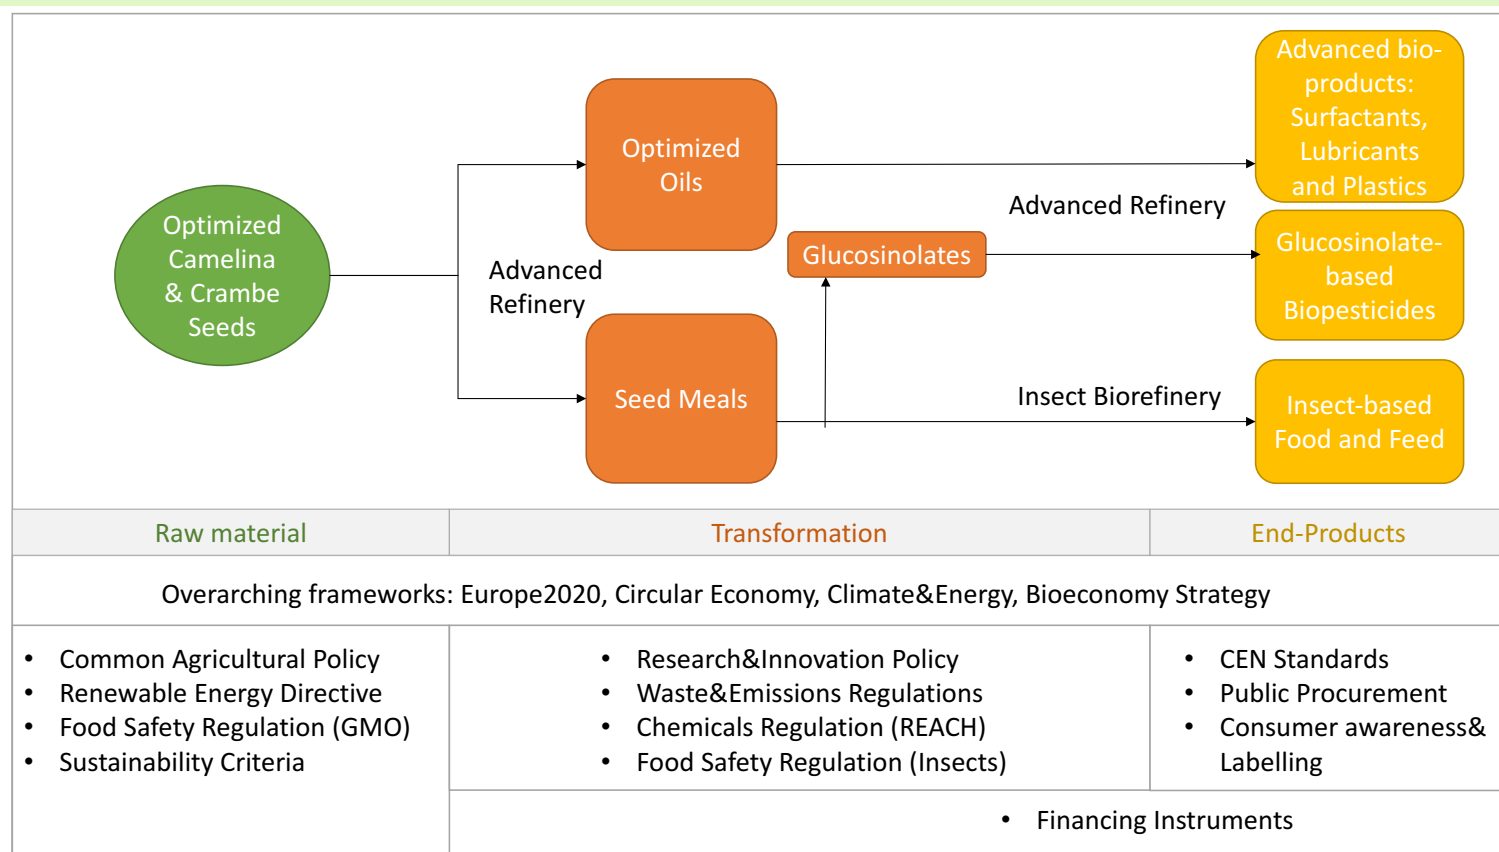 Optimized
Camelina
& Crambe
Seeds
Advanced
Refinery
Optimized
Oils
Seed Meals
Glucosinolates
Advanced Refinery
Insect Biorefinery
Advanced bio-
products:
Surfactants,
Lubricants
and Plastics
Glucosinolate-
based
Biopesticides
Insect-based
Food and Feed
Raw material
Transformation
End-Products
Overarching frameworks: Europe2020, Circular Economy, Climate&Energy, Bioeconomy Strategy
• Common Agricultural Policy
• Renewable Energy Directive
• Food Safety Regulation (GMO)
• Sustainability Criteria
• Research&Innovation Policy
• Waste&Emissions Regulations
• Chemicals Regulation (REACH)
• Food Safety Regulation (Insects)
• CEN Standards
• Public Procurement
• Consumer awareness&
Labelling
• Financing Instruments